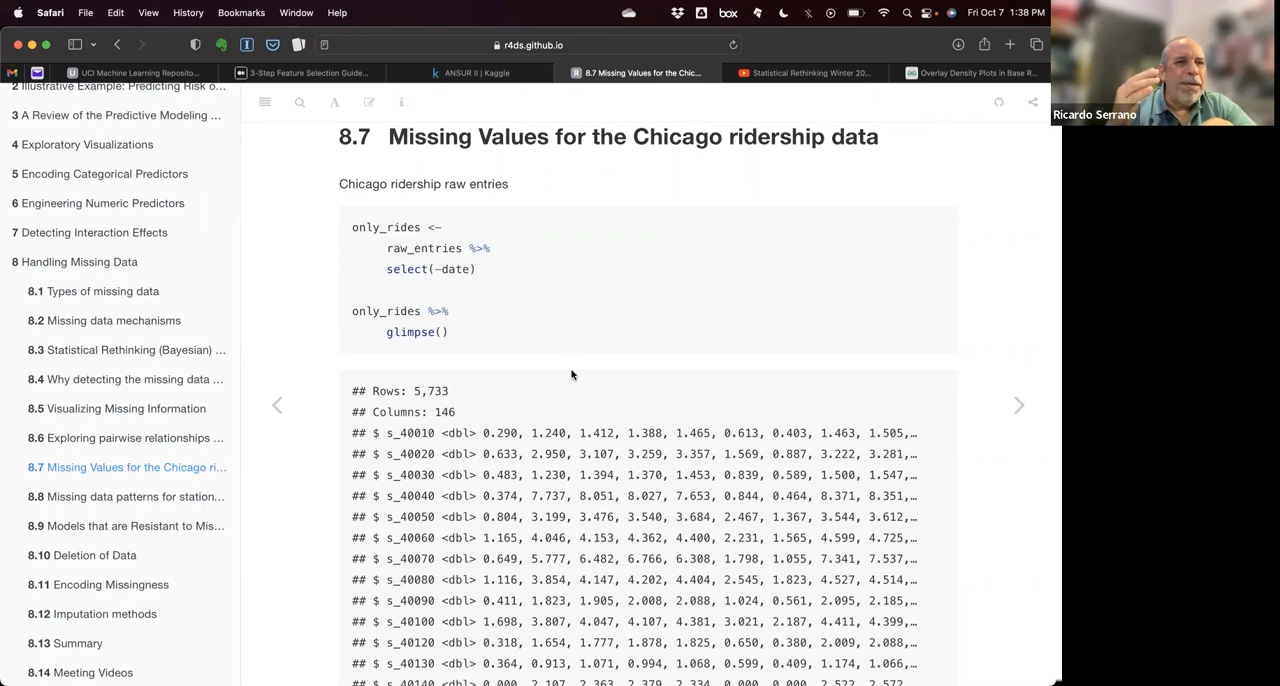 Safari File Edit View History Bookmarks Window Help
box
Fri Oct 7 1:38 PM
r4ds.github.io
UCI Machine Learning Reposito...
3-Step Feature Selection Guide...
ANSUR II | Kaggle
8.7 Missing Values for the Chic...
Statistical Rethinking Winter 20...
Overlay Density Plots in Base R...
Ricardo Serrano
2 Illustrative Example: Predicting Risk o...
3 A Review of the Predictive Modeling ...
4 Exploratory Visualizations
5 Encoding Categorical Predictors
6 Engineering Numeric Predictors
7 Detecting Interaction Effects
8 Handling Missing Data
8.1 Types of missing data
8.2 Missing data mechanisms
8.3 Statistical Rethinking (Bayesian) ...
8.4 Why detecting the missing data ...
8.5 Visualizing Missing Information
8.6 Exploring pairwise relationships ...
8.7 Missing Values for the Chicago ri...
8.8 Missing data patterns for station...
8.9 Models that are Resistant to Mis...
8.10 Deletion of Data
8.11 Encoding Missingness
8.12 Imputation methods
8.13 Summary
8.14 Meeting Videos
8.7 Missing Values for the Chicago ridership data
Chicago ridership raw entries
only_rides <-
raw_entries %>%
select(-date)
only_rides %>%
glimpse()
## Rows: 5,733
## Columns: 146
## $ s_40010 <dbl> 0.290, 1.240, 1.412, 1.388, 1.465, 0.613, 0.403, 1.463, 1.505,…
## $ s_40020 <dbl> 0.633, 2.950, 3.107, 3.259, 3.357, 1.569, 0.887, 3.222, 3.281,…
## $ s_40030 <dbl> 0.483, 1.230, 1.394, 1.370, 1.453, 0.839, 0.589, 1.500, 1.547,…
## $ s_40040 <dbl> 0.374, 7.737, 8.051, 8.027, 7.653, 0.844, 0.464, 8.371, 8.351,…
## $ s_40050 <dbl> 0.804, 3.199, 3.476, 3.540, 3.684, 2.467, 1.367, 3.544, 3.612,…
## $ s_40060 <dbl> 1.165, 4.046, 4.153, 4.362, 4.400, 2.231, 1.565, 4.599, 4.725,…
## $ s_40070 <dbl> 0.649, 5.777, 6.482, 6.766, 6.308, 1.798, 1.055, 7.341, 7.537,…
## $ s_40080 <dbl> 1.116, 3.854, 4.147, 4.202, 4.404, 2.545, 1.823, 4.527, 4.514,…
## $ s_40090 <dbl> 0.411, 1.823, 1.905, 2.008, 2.088, 1.024, 0.561, 2.095, 2.185,…
## $ s_40100 <dbl> 1.698, 3.807, 4.047, 4.107, 4.381, 3.021, 2.187, 4.411, 4.399,…
## $ s_40120 <dbl> 0.318, 1.654, 1.777, 1.878, 1.825, 0.650, 0.380, 2.009, 2.088,…
## $ s_40130 <dbl> 0.364, 0.913, 1.071, 0.994, 1.068, 0.599, 0.409, 1.174, 1.066,…
## $ s_40140 <dbl> 0.000, 2.107, 2.363, 2.379, 2.334, 0.000, 0.000, 2.522, 2.572,…